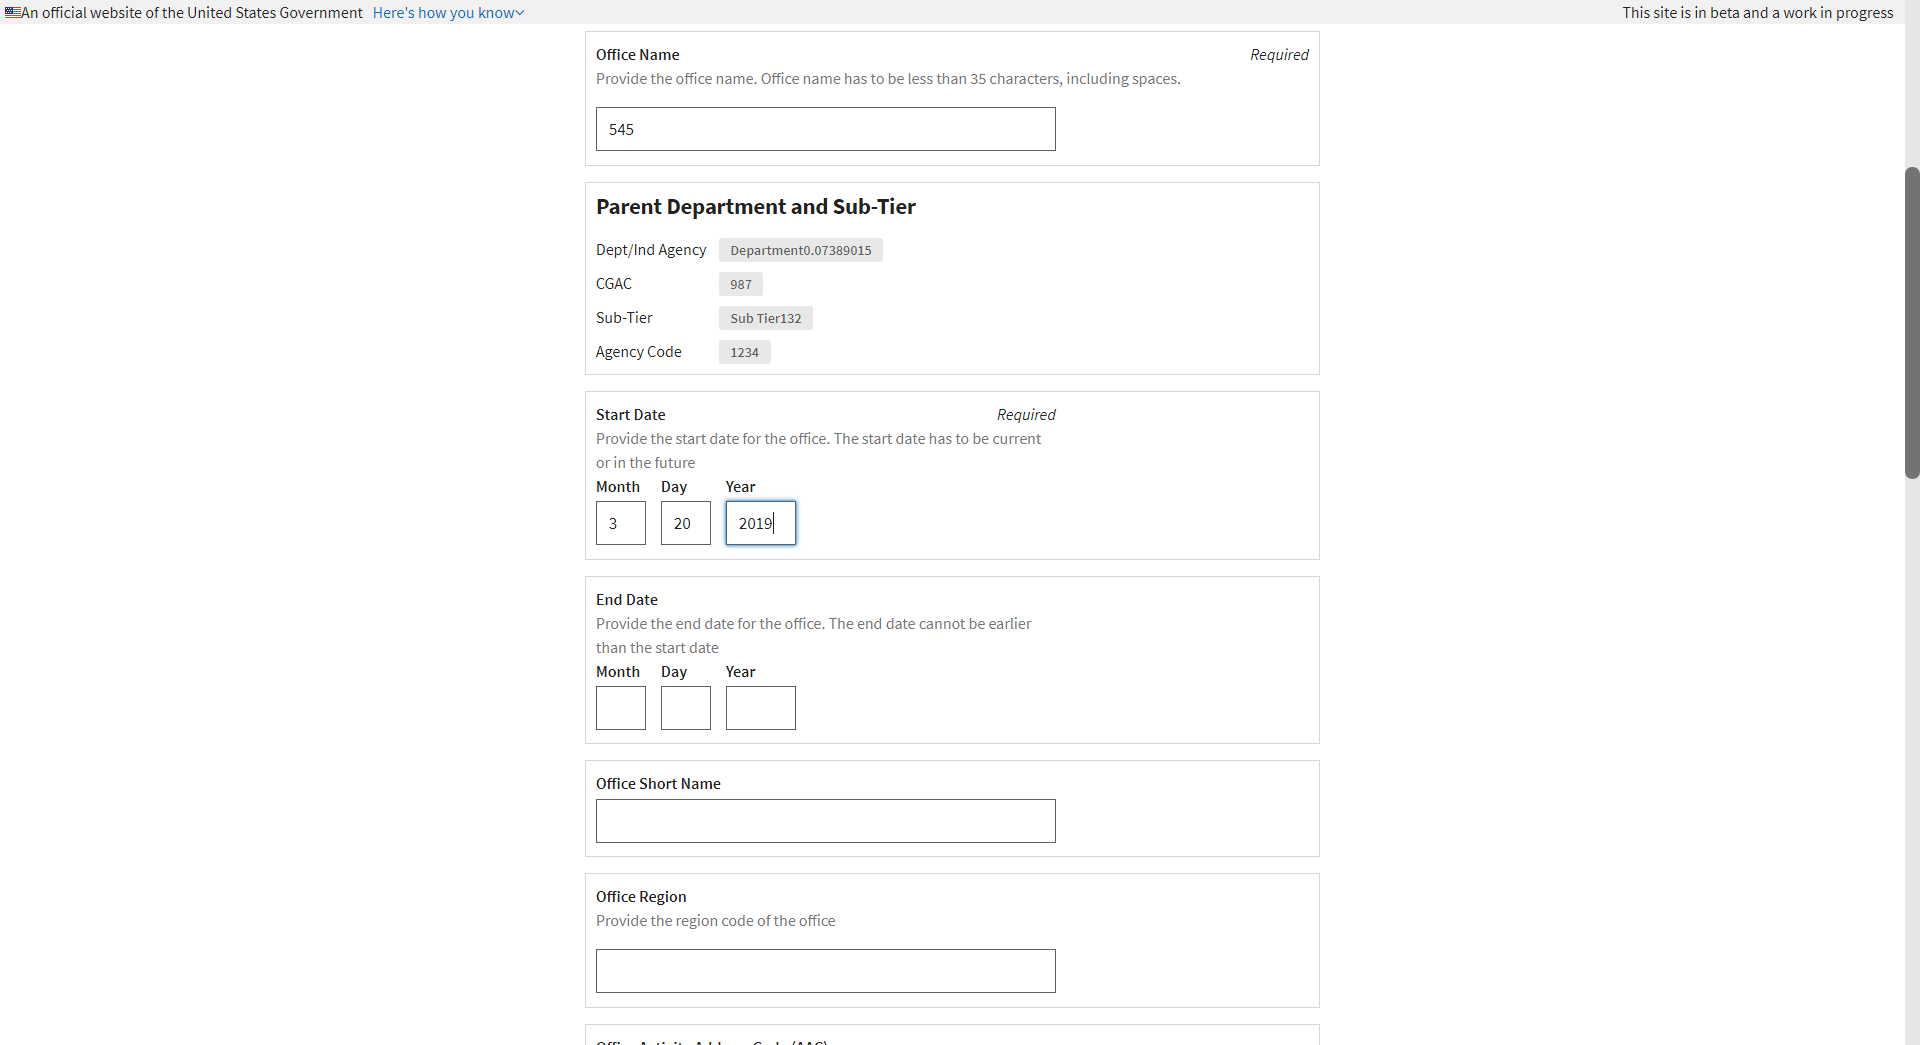 An official website of the United States Government Here's how you know
This site is in beta and a work in progress
Office Name
Required
Provide the office name. Office name has to be less than 35 characters, including spaces.
545
Parent Department and Sub-Tier
Dept/Ind Agency Department0.07389015
CGAC 987
Sub-Tier Sub Tier132
Agency Code 1234
Start Date
Required
Provide the start date for the office. The start date has to be current
or in the future
Month Day Year
3 20 2019
End Date
Provide the end date for the office. The end date cannot be earlier
than the start date
Month Day Year
Office Short Name
Office Region
Provide the region code of the office
Office Activity Address Code (AAC)